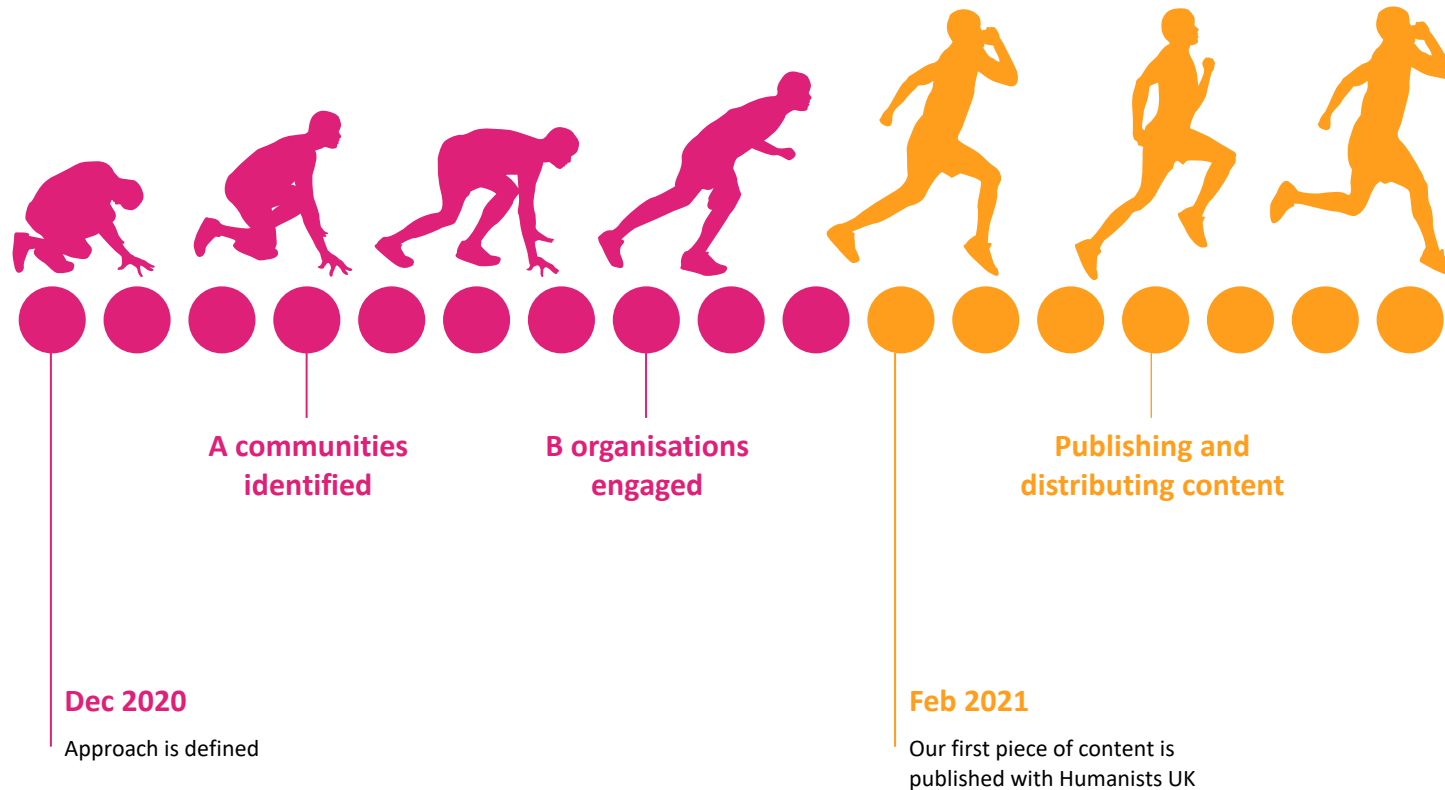 A communities
identified
B organisations
engaged
Publishing and
distributing content
Dec 2020
Approach is defined
Feb 2021
Our first piece of content is
published with Humanists UK